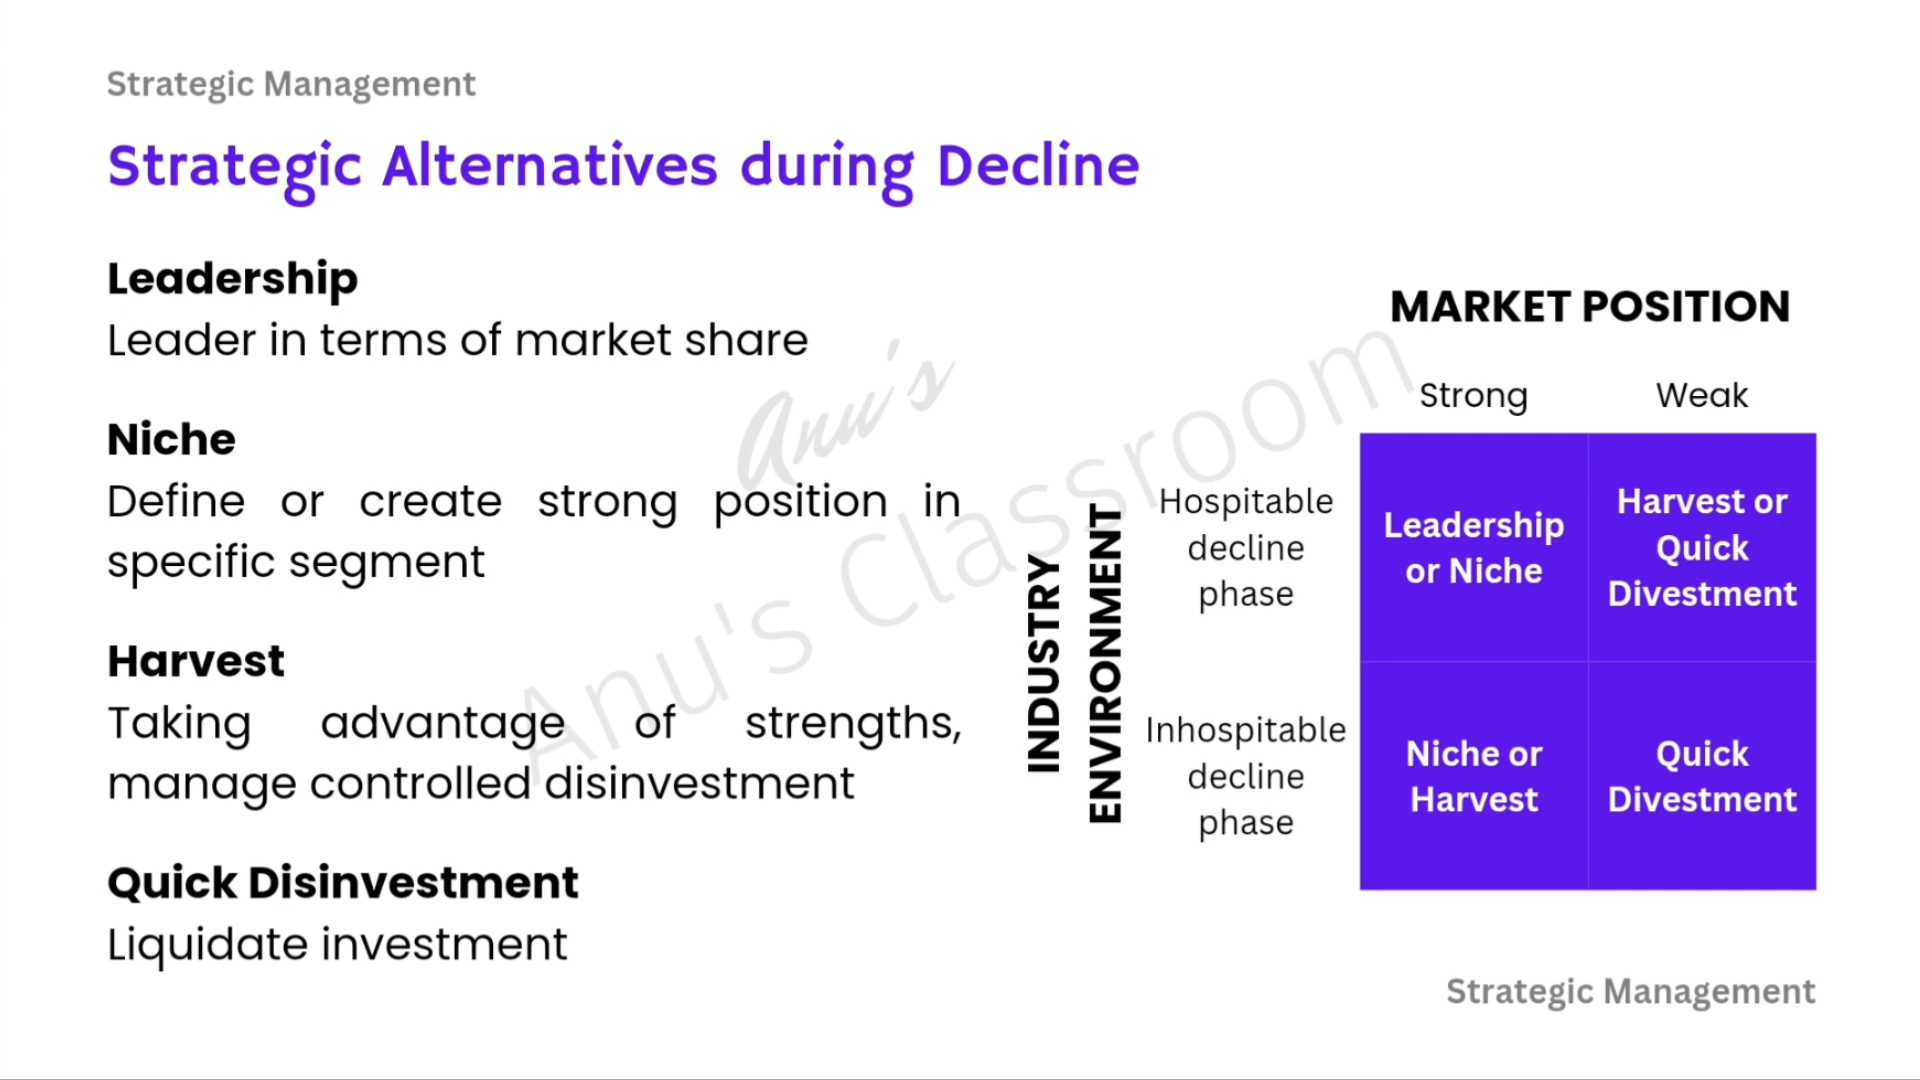 Strategic Management
Strategic Alternatives during Decline
Leadership
Leader in terms of market share
Niche
Define or create strong position in
specific segment
Harvest
Taking advantage of strengths,
manage controlled disinvestment
Quick Disinvestment
Liquidate investment
Anu's
Anu's Classroom
MARKET POSITION
Strong
Weak
INDUSTRY
ENVIRONMENT
Hospitable
decline
phase
Leadership
or Niche
Harvest or
Quick
Divestment
Inhospitable
decline
phase
Niche or
Harvest
Quick
Divestment
Strategic Management